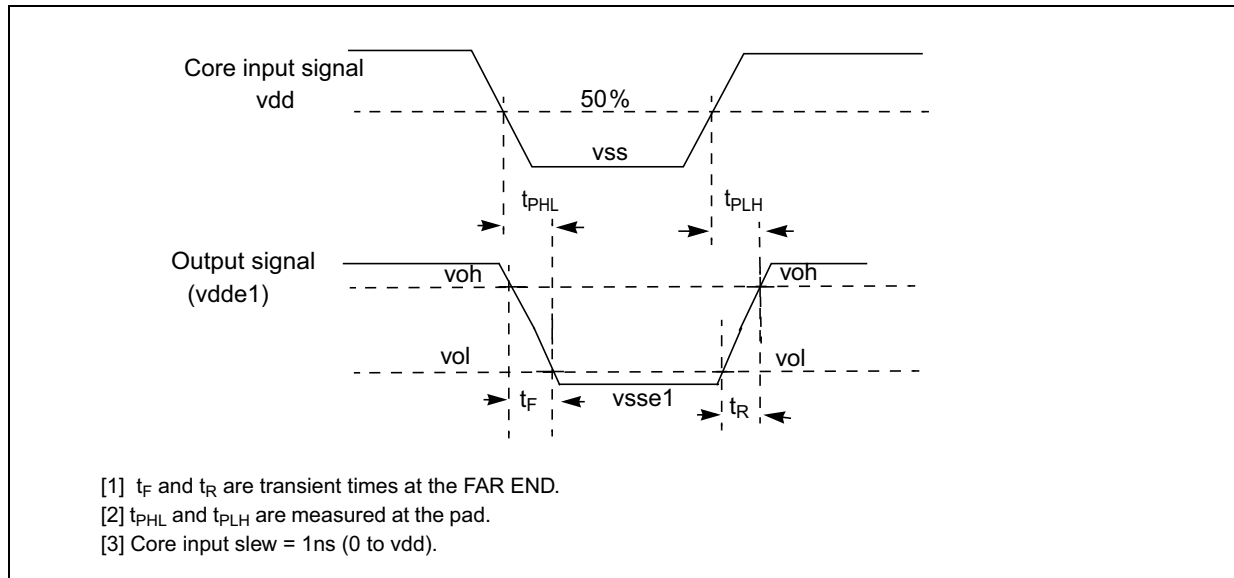 Core input signal
vdd
50%
vss
tPHL
tPLH
Output signal
(vdde1)
voh
voh
vol
vol
tF
vsse1
tR
[1] tF and tR are transient times at the FAR END.
[2] tPHL and tPLH are measured at the pad.
[3] Core input slew = 1ns (0 to vdd).